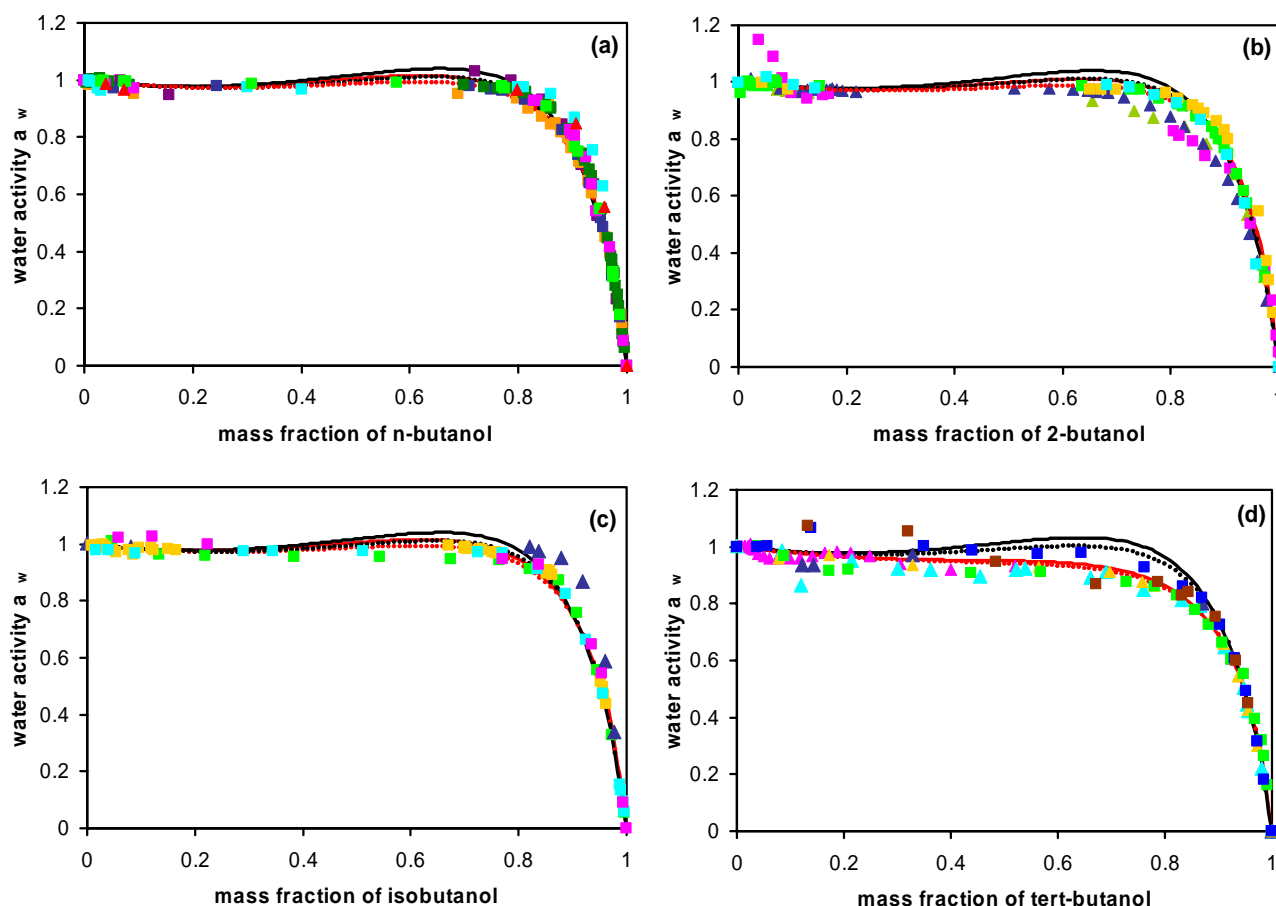 1.2
(a)
1
0.8
0.6
0.4
0.2
0
water activity a w
0 0.2 0.4 0.6 0.8 1
mass fraction of n-butanol
1.2
(b)
1
0.8
0.6
0.4
0.2
0
water activity a w
0 0.2 0.4 0.6 0.8 1
mass fraction of 2-butanol
1.2
(c)
1
0.8
0.6
0.4
0.2
0
water activity a w
0 0.2 0.4 0.6 0.8 1
mass fraction of isobutanol
1.2
(d)
1
0.8
0.6
0.4
0.2
0
water activity a w
0 0.2 0.4 0.6 0.8 1
mass fraction of tert-butanol